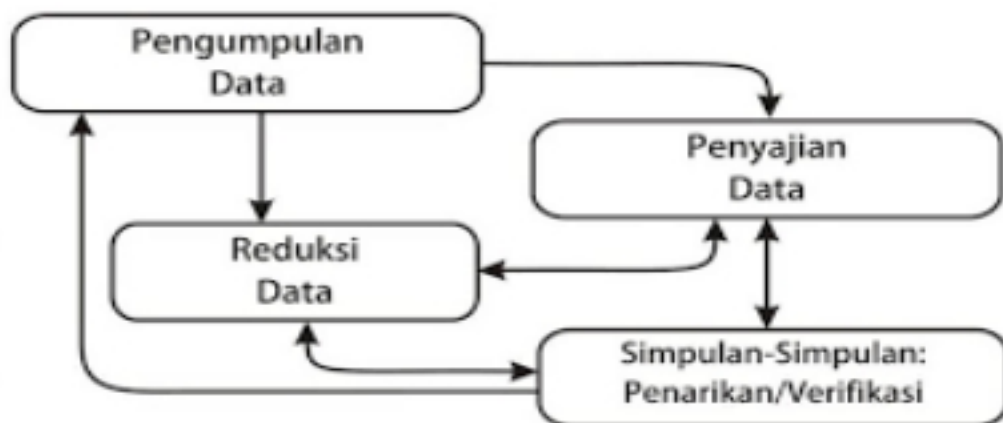 Pengumpulan
Data
Penyajian
Data
Reduksi
Data
Simpulan-Simpulan:
Penarikan/Verifikasi